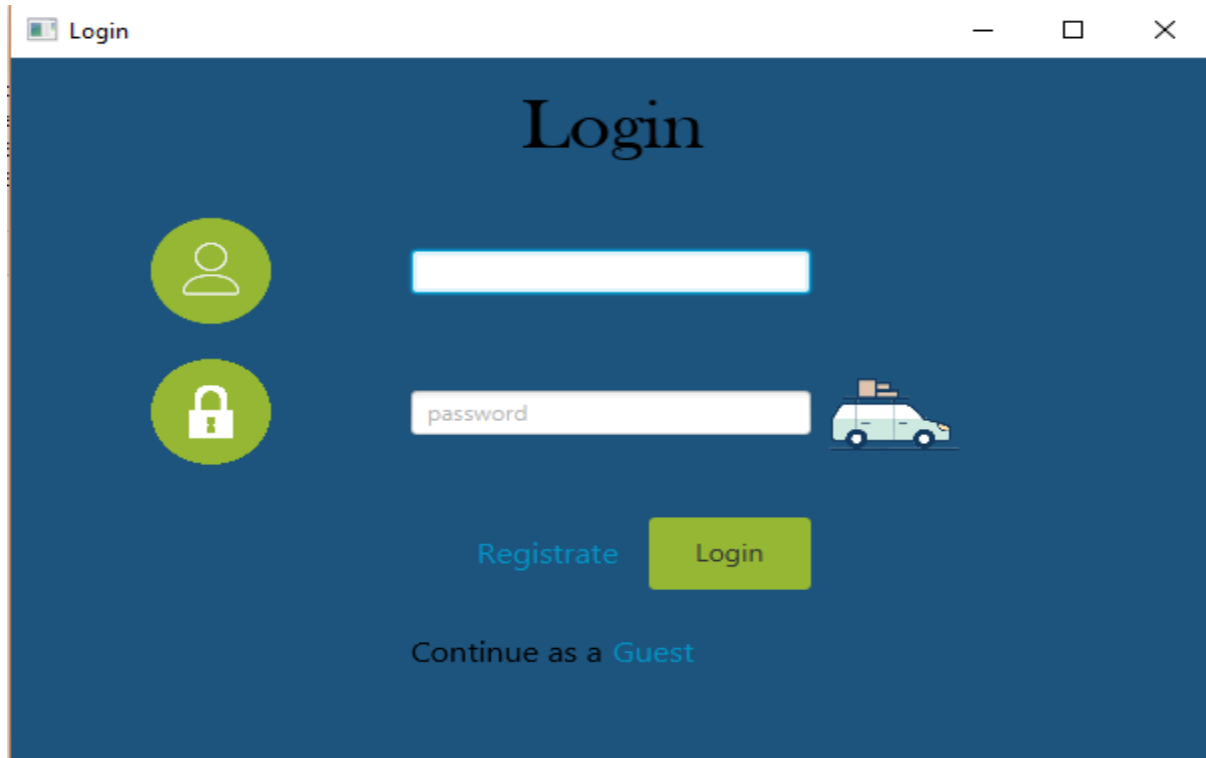 Login
Login
password
Registrate Login
Continue as a Guest